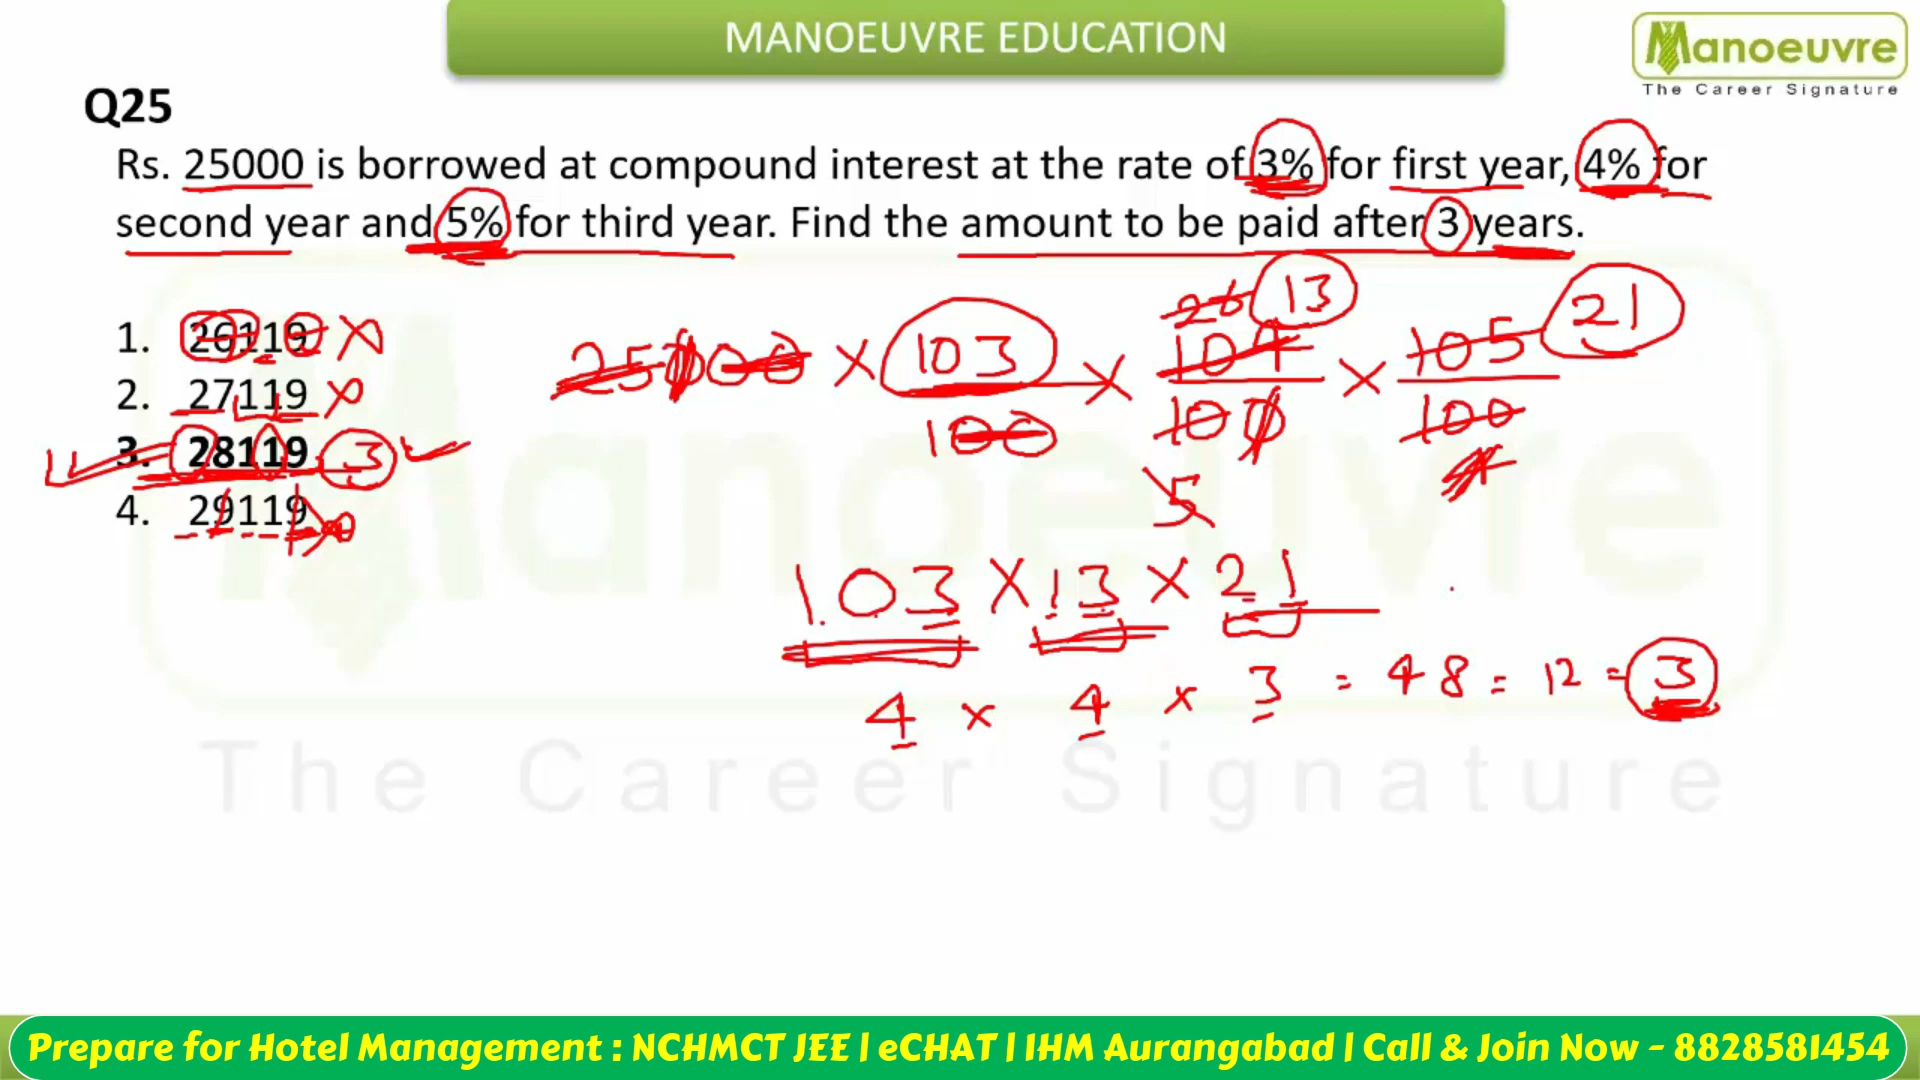 MANOEUVRE EDUCATION
Manoeuvre
The Career Signature
Q25
Rs. 25000 is borrowed at compound interest at the rate of 3% for first year, 4% for
second year and 5% for third year. Find the amount to be paid after 3 years.
1. 26119
2. 27119
3. 28119 3
4. 29119
26 13 21
25000 × 103 × 104 × 105
100 100 100
5
103 × 13 × 21
4 × 4 × 3 = 48 = 12 = 3
Manoeuvre
The Career Signature
Prepare for Hotel Management : NCHMCT JEE | eCHAT | IHM Aurangabad | Call & Join Now - 8828581454